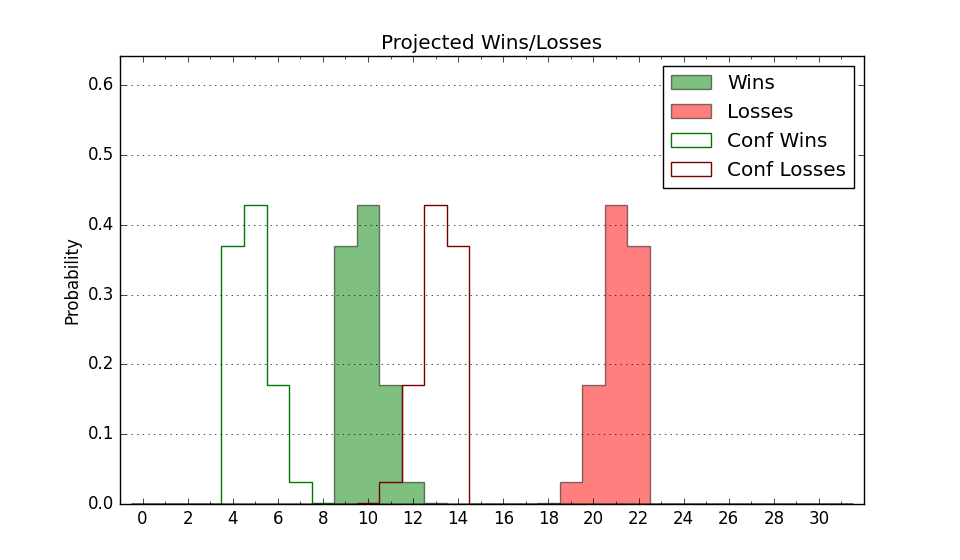 Projected Wins/Losses
Wins
Losses
Conf Wins
Conf Losses
Probability
0.6
0.5
0.4
0.3
0.2
0.1
0.0
0 2 4 6 8 10 12 14 16 18 20 22 24 26 28 30